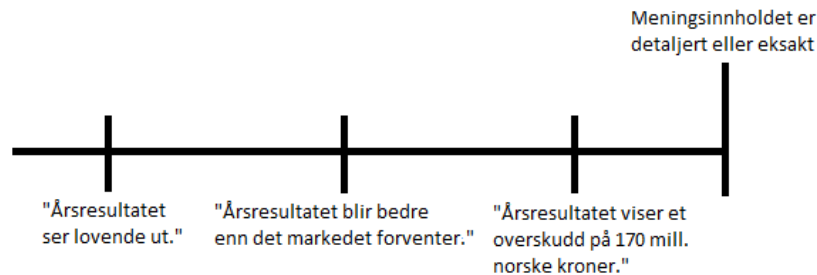 Meningsinnholdet er
detaljert eller eksakt
"Årsresultatet
ser lovende ut."
"Årsresultatet blir bedre
enn det markedet forventer."
"Årsresultatet viser et
overskudd på 170 mill.
norske kroner."